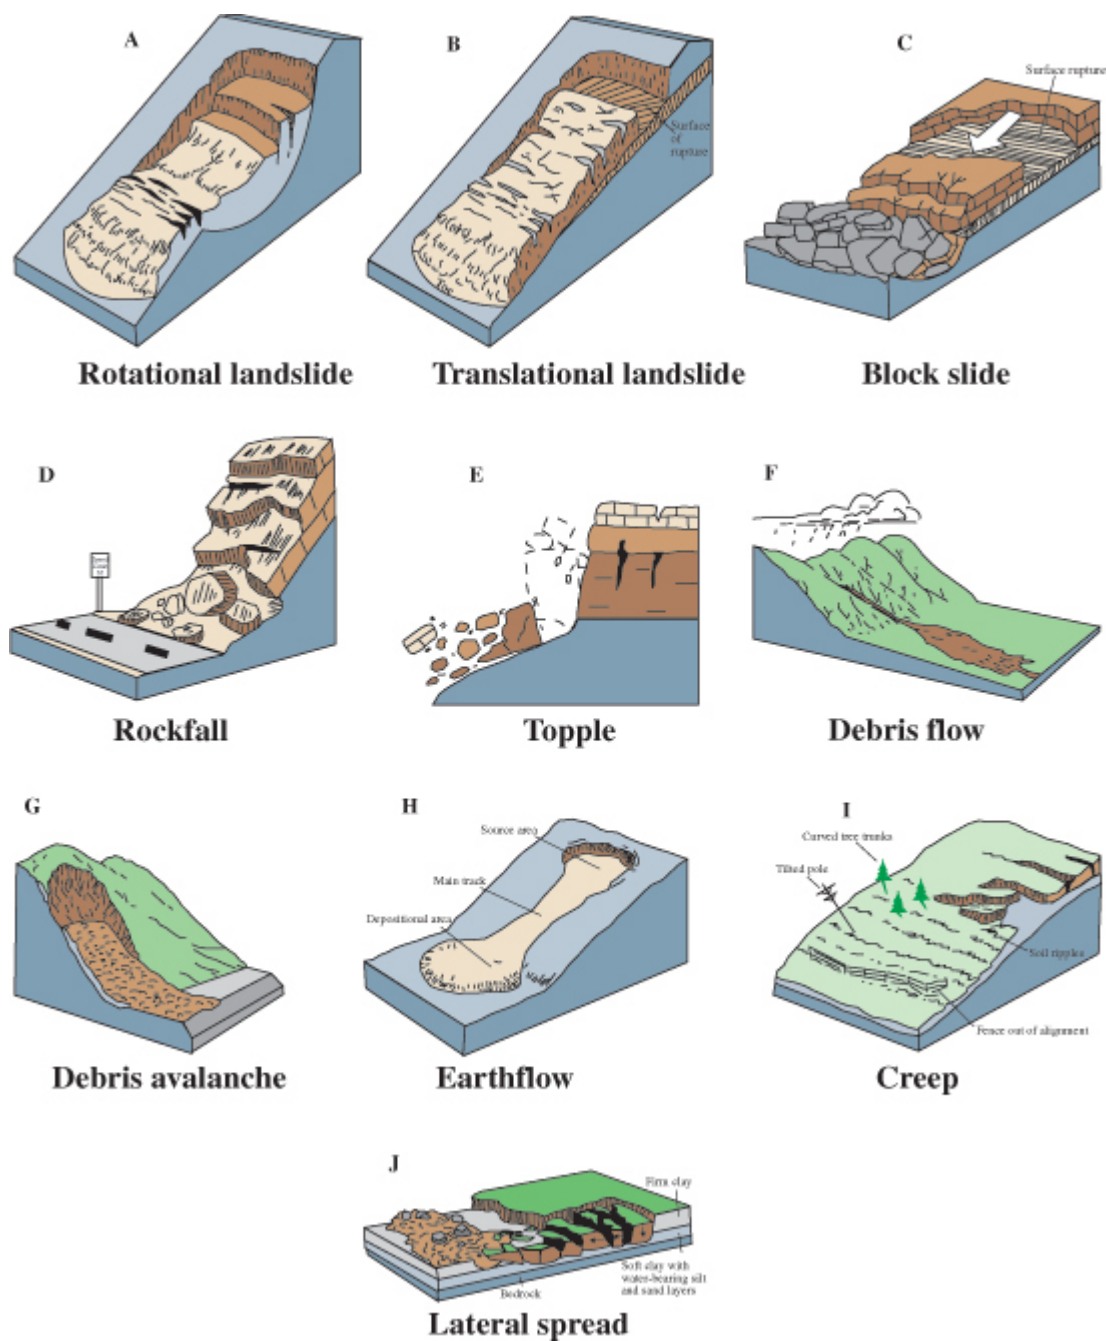 A
B
C
Surface rupture
Surface
of
rupture
Toe
Rotational landslide
Translational landslide
Block slide
D
E
F
Rockfall
Topple
Debris flow
G
H
I
Source area
Main track
Depositional area
Curved tree trunks
Tilted pole
Soil ripples
Fence out of alignment
Debris avalanche
Earthflow
Creep
J
Firm clay
Soft clay with
water-bearing silt
and sand layers
Bedrock
Lateral spread